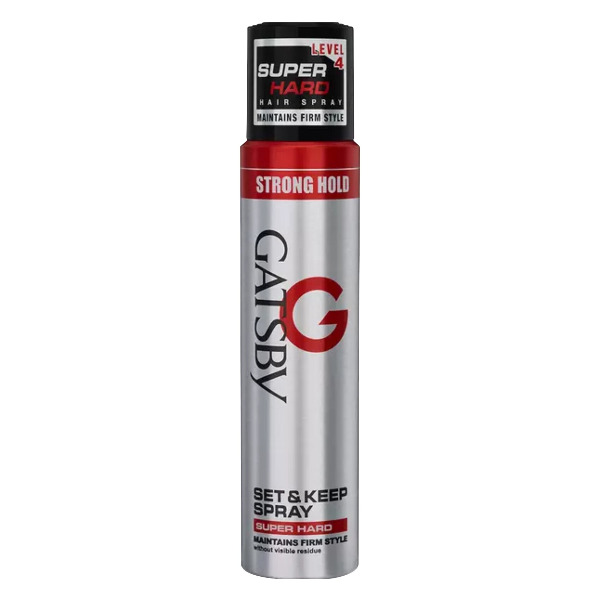 LEVEL
4
SUPER
HARD
HAIR SPRAY
MAINTAINS FIRM STYLE
STRONG HOLD
G
GATSBY
SET & KEEP
SPRAY
SUPER HARD
MAINTAINS FIRM STYLE
without visible residue